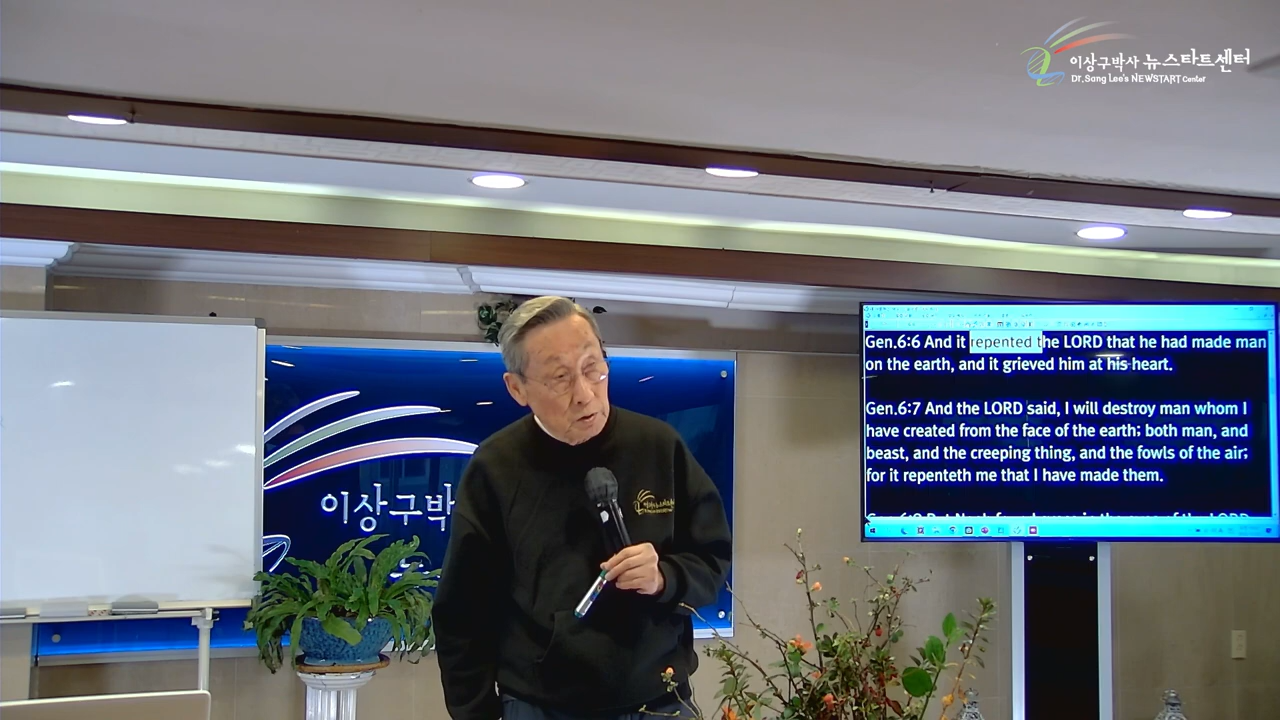 이상구박사 뉴스타트센터
Dr.Sang Lee's NEWSTART Center
이상구박
Gen.6:6 And it repented the LORD that he had made man
on the earth, and it grieved him at his heart.
Gen.6:7 And the LORD said, I will destroy man whom I
have created from the face of the earth; both man, and
beast, and the creeping thing, and the fowls of the air;
for it repenteth me that I have made them.